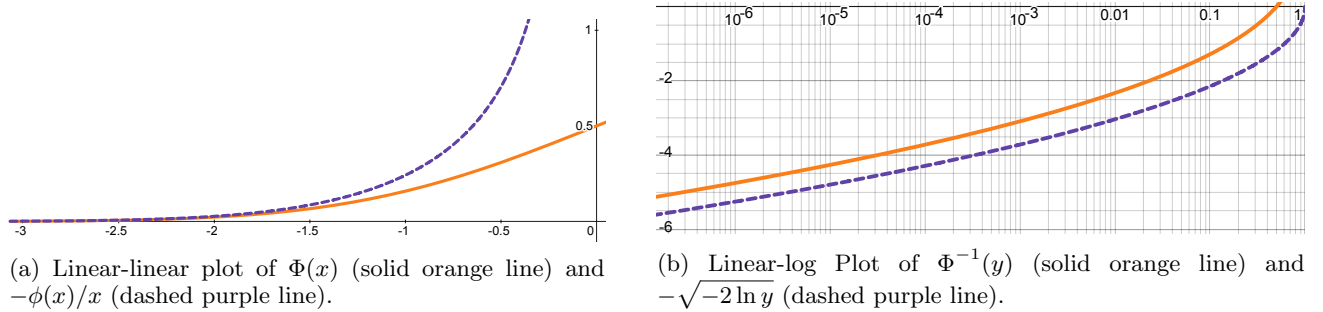 1
0.5
-3 -2.5 -2 -1.5 -1 -0.5 0
(a) Linear-linear plot of Φ(x) (solid orange line) and
−ϕ(x)/x (dashed purple line).
10⁻⁶ 10⁻⁵ 10⁻⁴ 10⁻³ 0.01 0.1 1
-2
-4
-6
(b) Linear-log Plot of Φ⁻¹(y) (solid orange line) and
−√(−2 ln y) (dashed purple line).